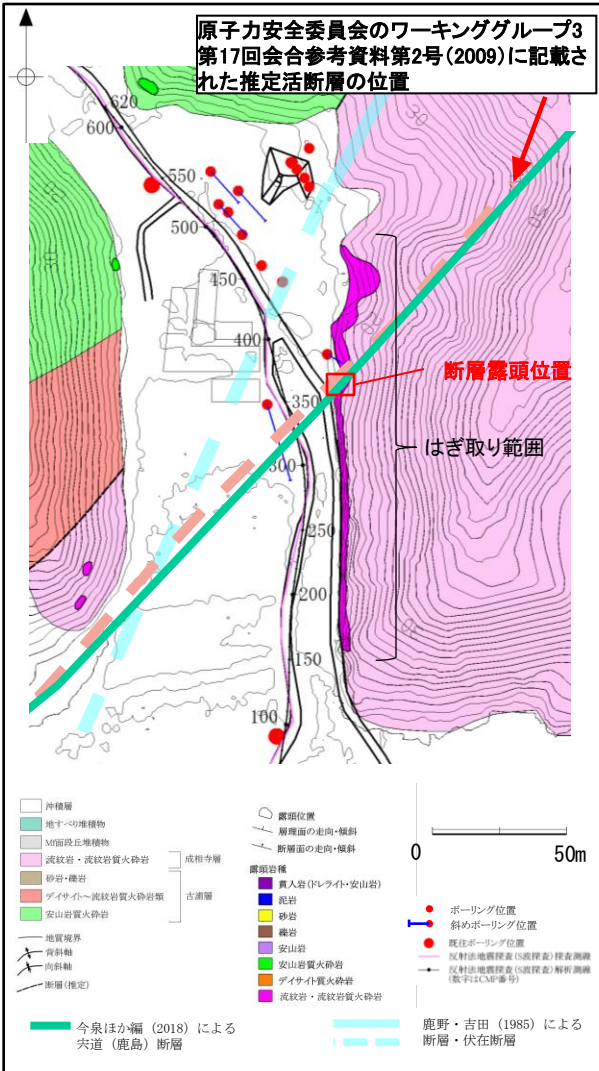 原子力安全委員会のワーキンググループ3
第17回会合参考資料第2号(2009)に記載さ
れた推定活断層の位置
620
600
550
500
450
400
350
300
250
200
150
100
30
30
断層露頭位置
はぎ取り範囲
沖積層
地すべり堆積物
M1面段丘堆積物
流紋岩・流紋岩質火砕岩
成相寺層
砂岩・礫岩
デイサイト～流紋岩質火砕岩類
古浦層
安山岩質火砕岩
地質境界
背斜軸
向斜軸
断層(推定)
露頭位置
層理面の走向・傾斜
断層面の走向・傾斜
露頭岩種
貫入岩(ドレライト・安山岩)
泥岩
砂岩
礫岩
安山岩
安山岩質火砕岩
デイサイト質火砕岩
流紋岩・流紋岩質火砕岩
0 50m
ボーリング位置
斜めボーリング位置
既往ボーリング位置
反射法地震探査(S波探査)探査測線
反射法地震探査(S波探査)解析測線
(数字はCMP番号)
今泉ほか編(2018)による
宍道(鹿島)断層
鹿野・吉田(1985)による
断層・伏在断層